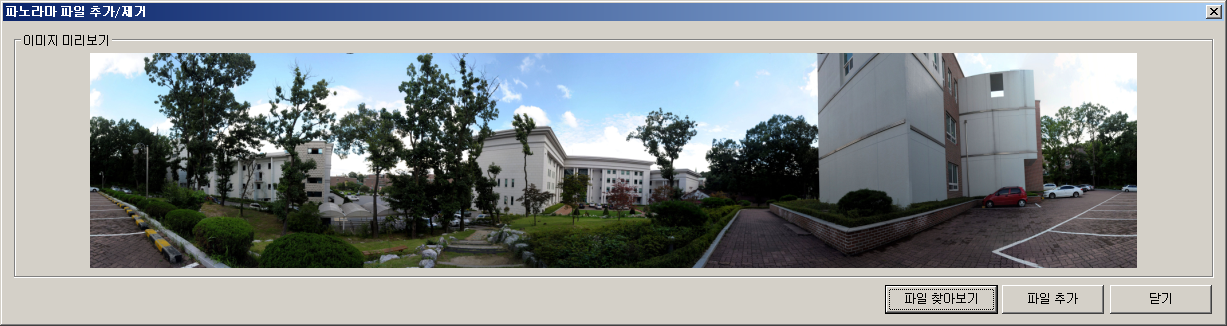 파노라마 파일 추가/제거
이미지 미리보기
파일 찾아보기
파일 추가
닫기